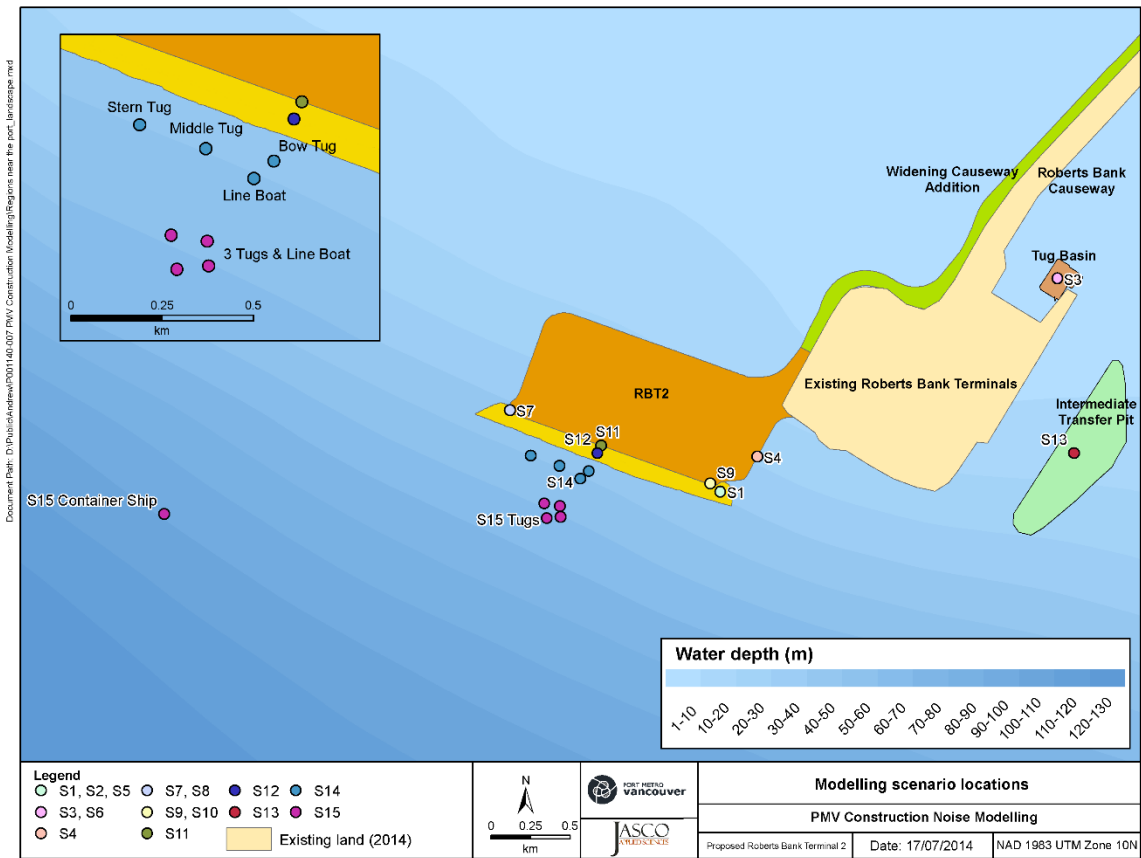 Document Path: D:\Public\Andrew\P001140-007 PMV Construction Modelling\Regions near the port_landscape.mxd
Stern Tug
Middle Tug
Bow Tug
Line Boat
3 Tugs & Line Boat
0 0.25 0.5
km
Widening Causeway
Addition
Roberts Bank
Causeway
Tug Basin
S3
RBT2
Existing Roberts Bank Terminals
Intermediate
Transfer Pit
S7
S11
S12
S4
S13
S14
S9
S1
S15 Container Ship
S15 Tugs
Water depth (m)
1-10 10-20 20-30 30-40 40-50 50-60 60-70 70-80 80-90 90-100 100-110 110-120 120-130
Legend
S1, S2, S5
S3, S6
S4
S7, S8
S9, S10
S11
S12
S13
S14
S15
Existing land (2014)
N
0 0.25 0.5
km
PORT METRO
vancouver
JASCO
APPLIED SCIENCES
Modelling scenario locations
PMV Construction Noise Modelling
Proposed Roberts Bank Terminal 2
Date: 17/07/2014
NAD 1983 UTM Zone 10N